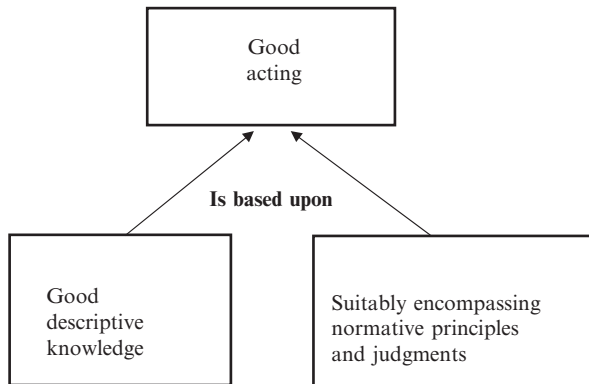 Good
acting
Is based upon
Good
descriptive
knowledge
Suitably encompassing
normative principles
and judgments